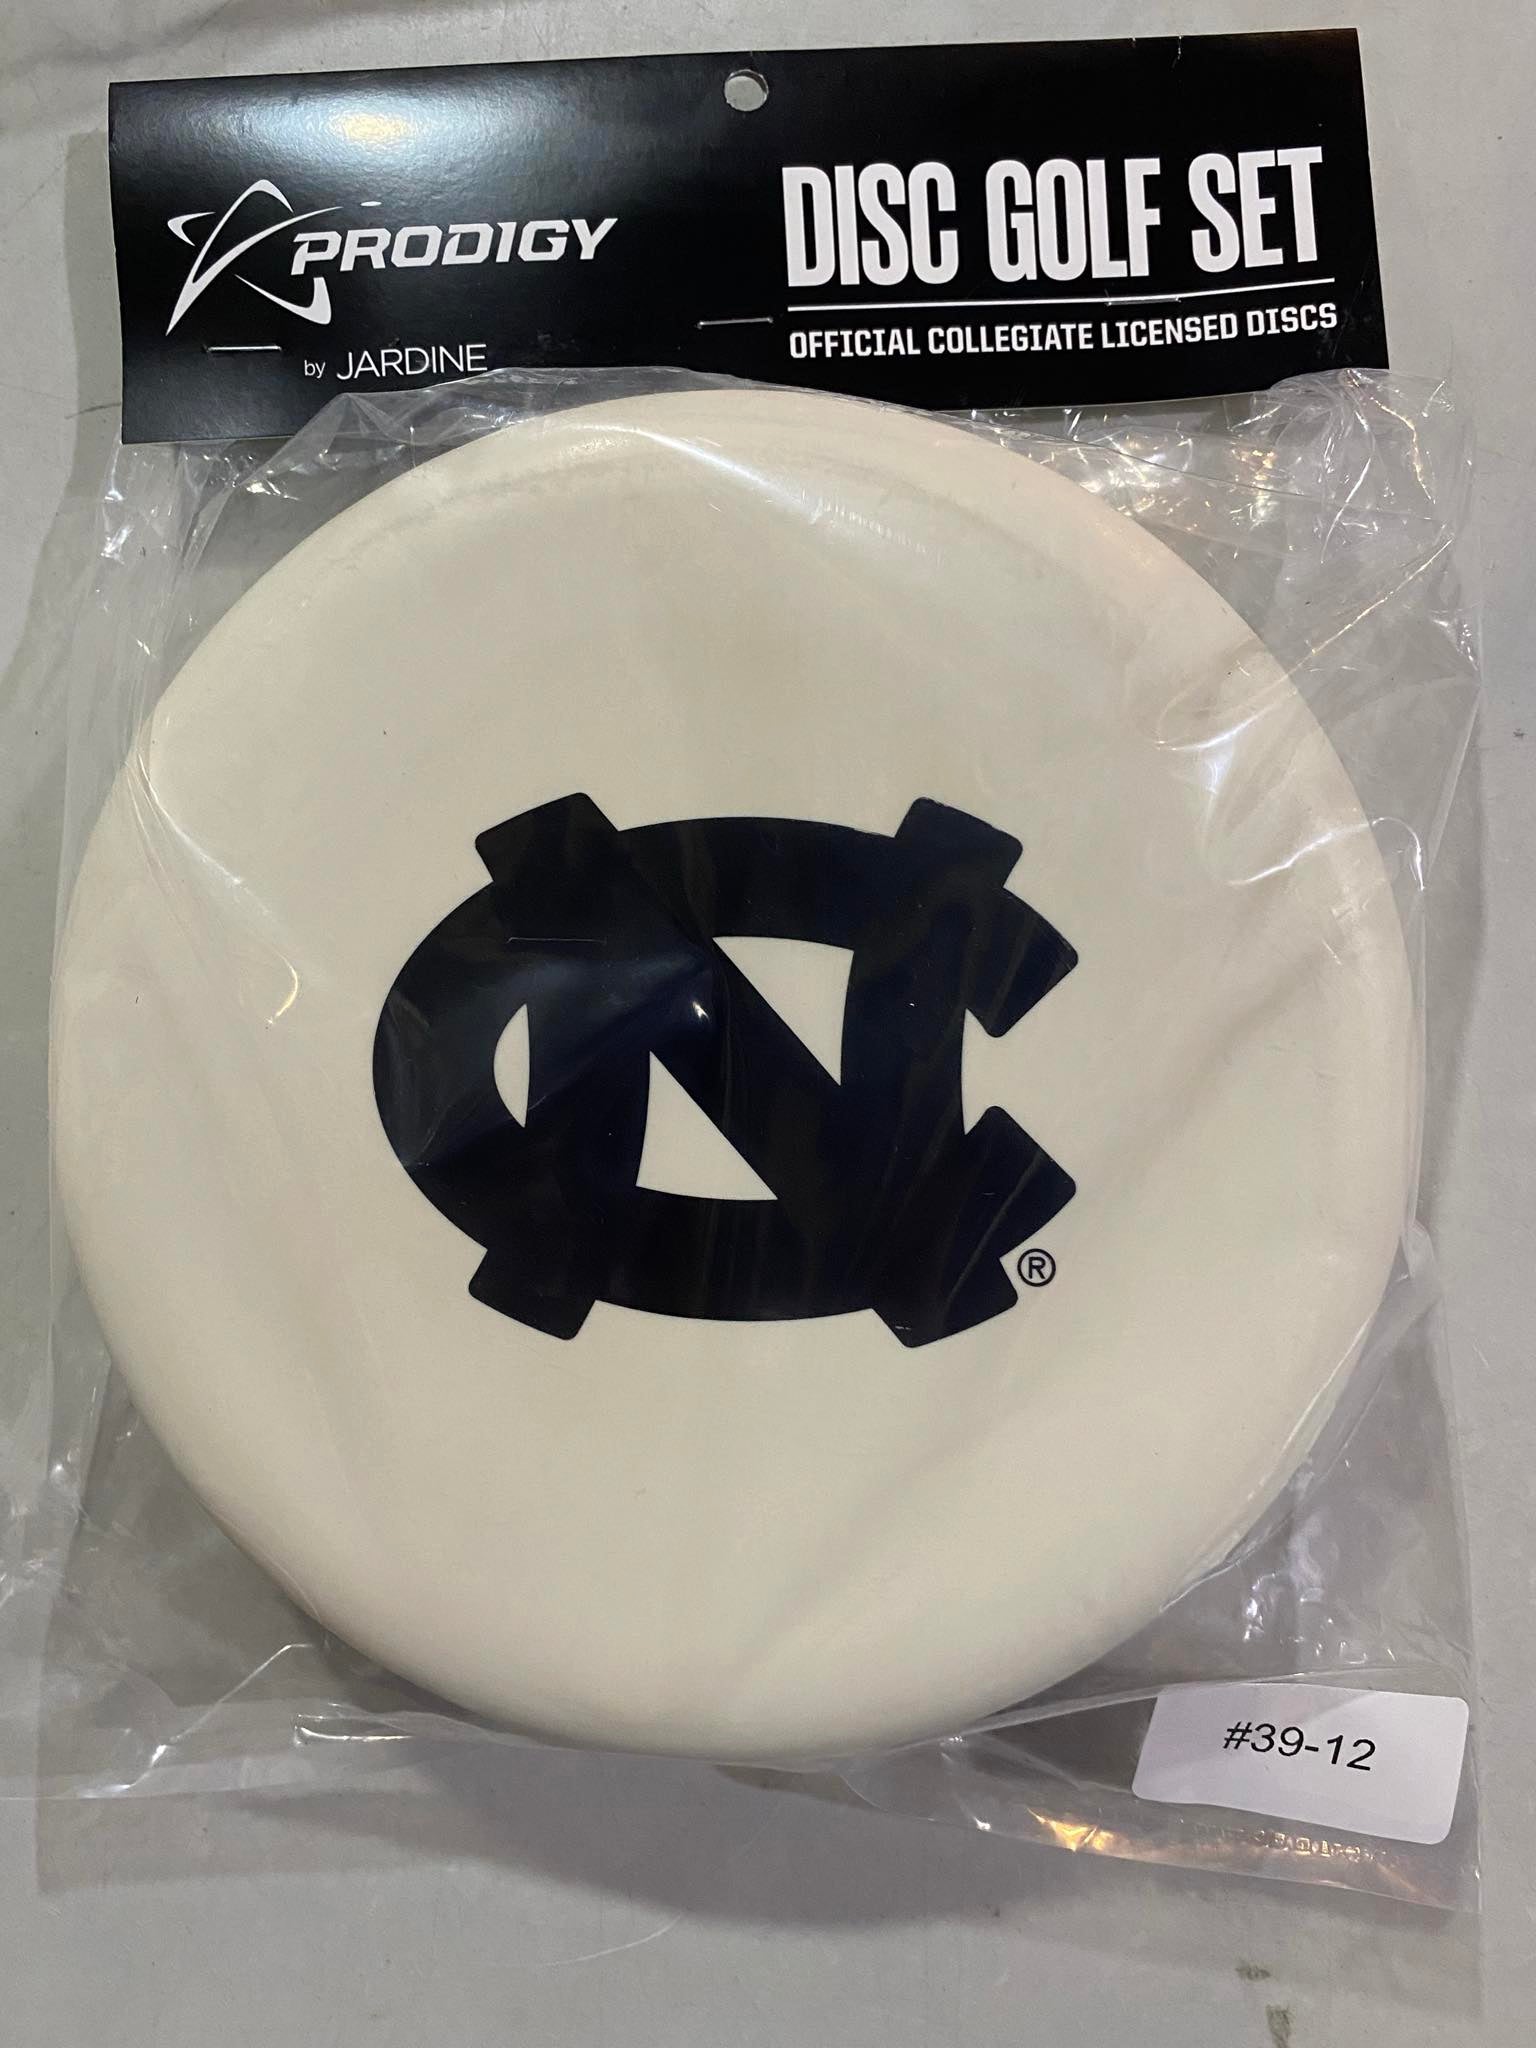 PRODIGY
by JARDINE
DISC GOLF SET
OFFICIAL COLLEGIATE LICENSED DISCS
NC
®
#39-12